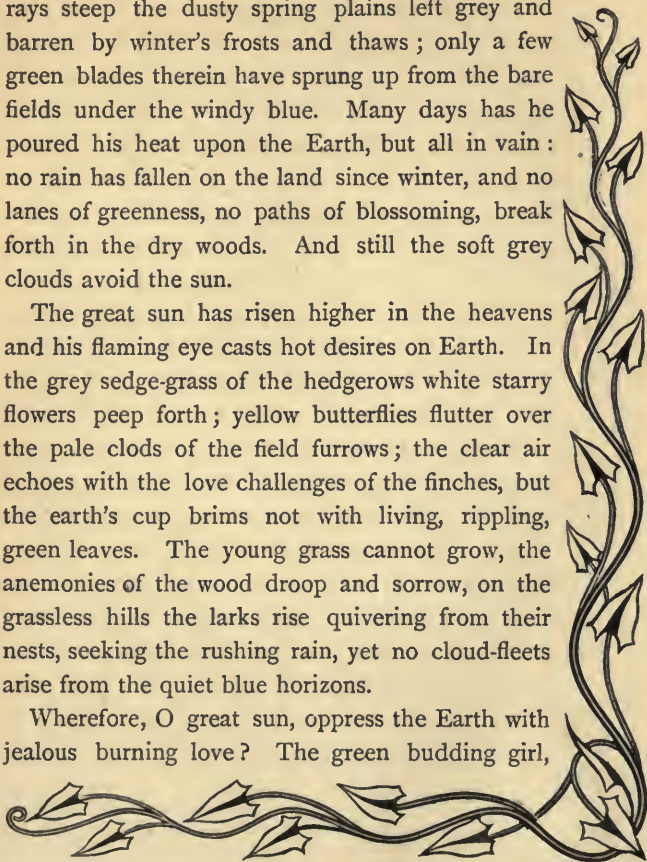 rays steep the dusty spring plains left grey and
barren by winter's frosts and thaws ; only a few
green blades therein have sprung up from the bare
fields under the windy blue. Many days has he
poured his heat upon the Earth, but all in vain :
no rain has fallen on the land since winter, and no
lanes of greenness, no paths of blossoming, break
forth in the dry woods. And still the soft grey
clouds avoid the sun.
The great sun has risen higher in the heavens
and his flaming eye casts hot desires on Earth. In
the grey sedge-grass of the hedgerows white starry
flowers peep forth ; yellow butterflies flutter over
the pale clods of the field furrows ; the clear air
echoes with the love challenges of the finches, but
the earth's cup brims not with living, rippling,
green leaves. The young grass cannot grow, the
anemonies of the wood droop and sorrow, on the
grassless hills the larks rise quivering from their
nests, seeking the rushing rain, yet no cloud-fleets
arise from the quiet blue horizons.
Wherefore, O great sun, oppress the Earth with
jealous burning love ? The green budding girl,